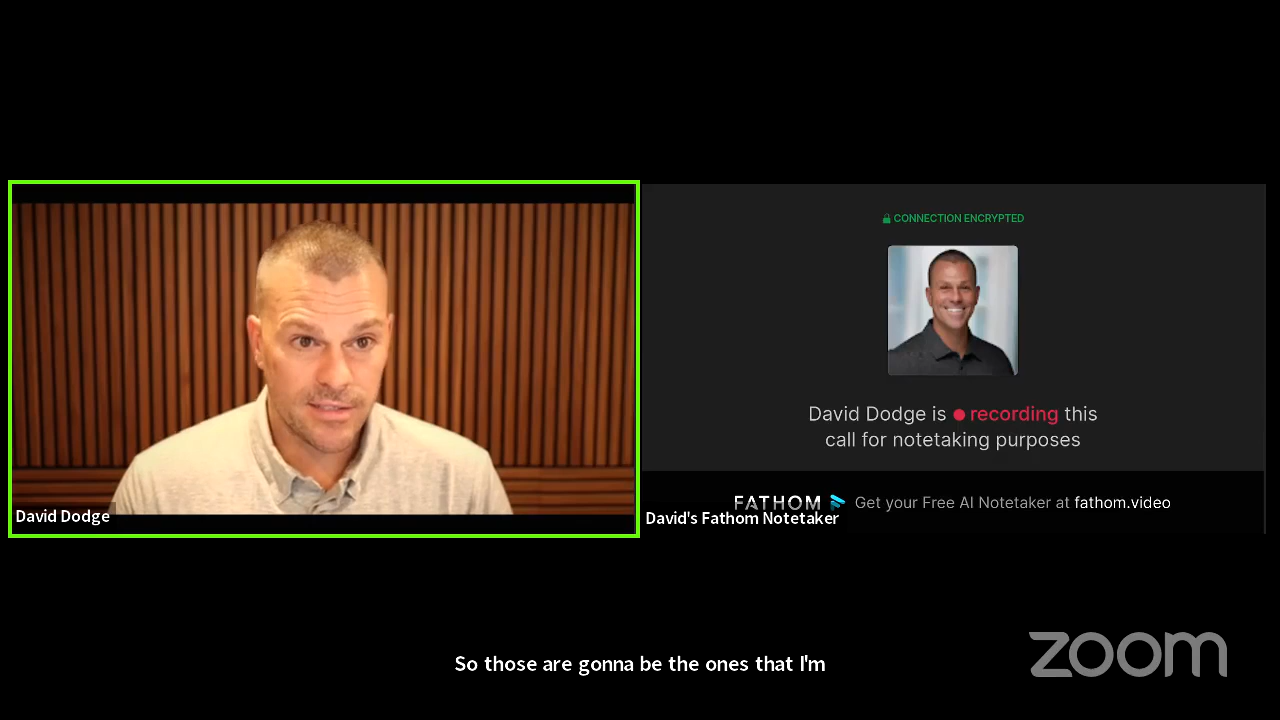 CONNECTION ENCRYPTED
David Dodge is recording this
call for notetaking purposes
FATHOM Get your Free AI Notetaker at fathom.video
David Dodge
David's Fathom Notetaker
So those are gonna be the ones that I'm
zoom